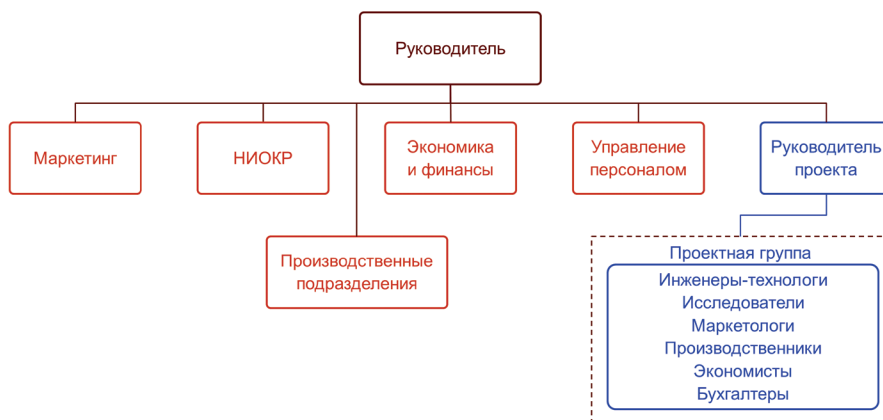 Руководитель
Маркетинг
НИОКР
Экономика
и финансы
Управление
персоналом
Руководитель
проекта
Производственные
подразделения
Проектная группа
Инженеры-технологи
Исследователи
Маркетологи
Производственники
Экономисты
Бухгалтеры